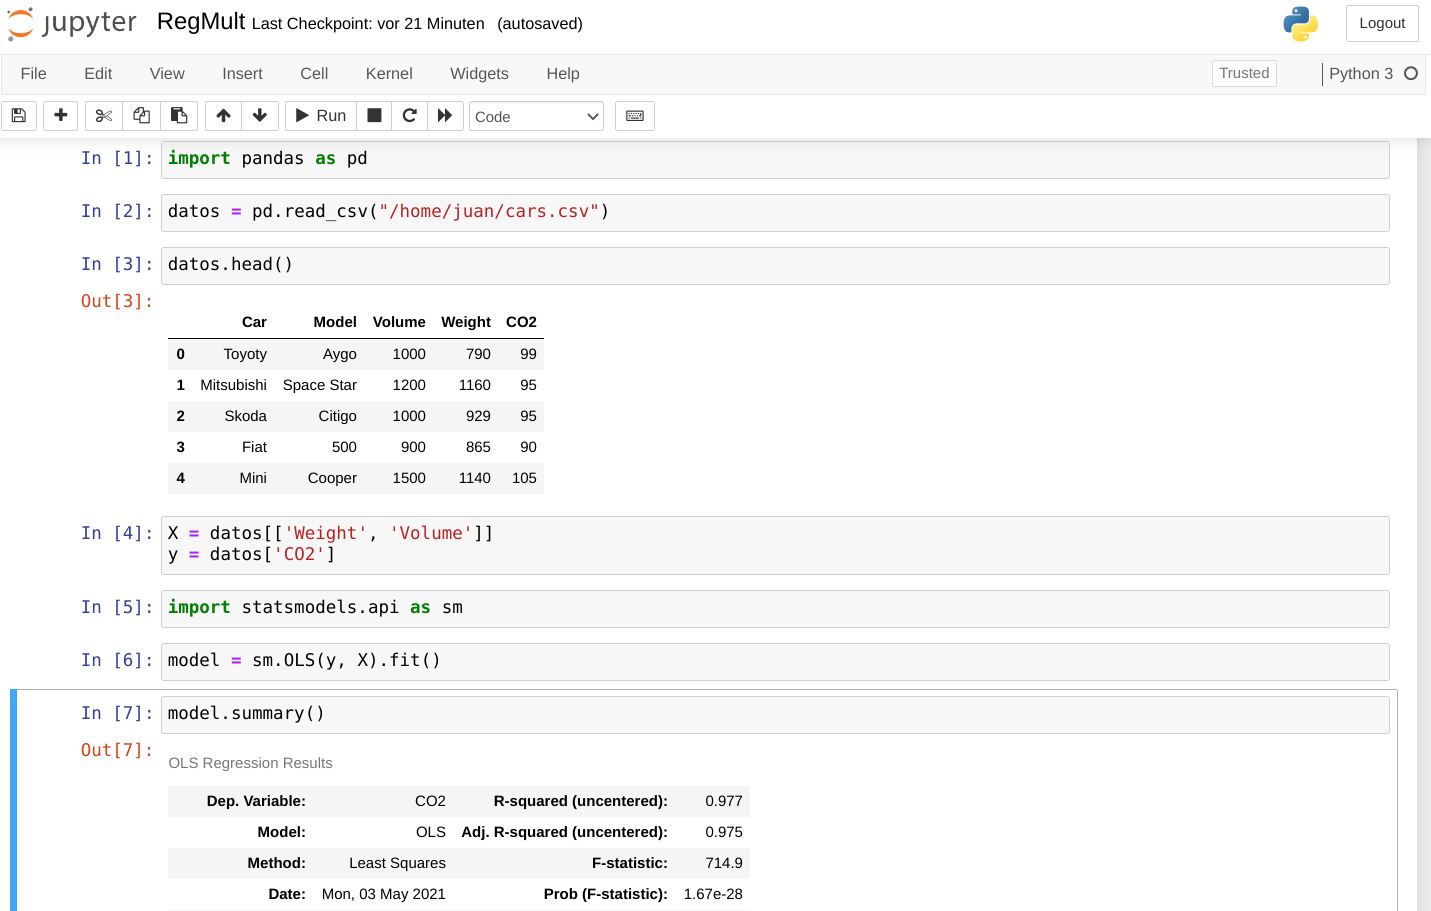 jupyter RegMult Last Checkpoint: vor 21 Minuten (autosaved) Logout
File Edit View Insert Cell Kernel Widgets Help Trusted Python 3
Run Code
In [1]: import pandas as pd
In [2]: datos = pd.read_csv("/home/juan/cars.csv")
In [3]: datos.head()
Out[3]:
Car Model Volume Weight CO2
0 Toyoty Aygo 1000 790 99
1 Mitsubishi Space Star 1200 1160 95
2 Skoda Citigo 1000 929 95
3 Fiat 500 900 865 90
4 Mini Cooper 1500 1140 105
In [4]: X = datos[['Weight', 'Volume']]
y = datos['CO2']
In [5]: import statsmodels.api as sm
In [6]: model = sm.OLS(y, X).fit()
In [7]: model.summary()
Out[7]:
OLS Regression Results
Dep. Variable: CO2 R-squared (uncentered): 0.977
Model: OLS Adj. R-squared (uncentered): 0.975
Method: Least Squares F-statistic: 714.9
Date: Mon, 03 May 2021 Prob (F-statistic): 1.67e-28